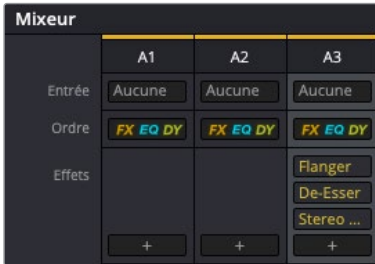 Mixeur
A1 A2 A3
Entrée Aucune Aucune Aucune
Ordre FX EQ DY FX EQ DY FX EQ DY
Effets Flanger
De-Esser
Stereo ...
+ + +